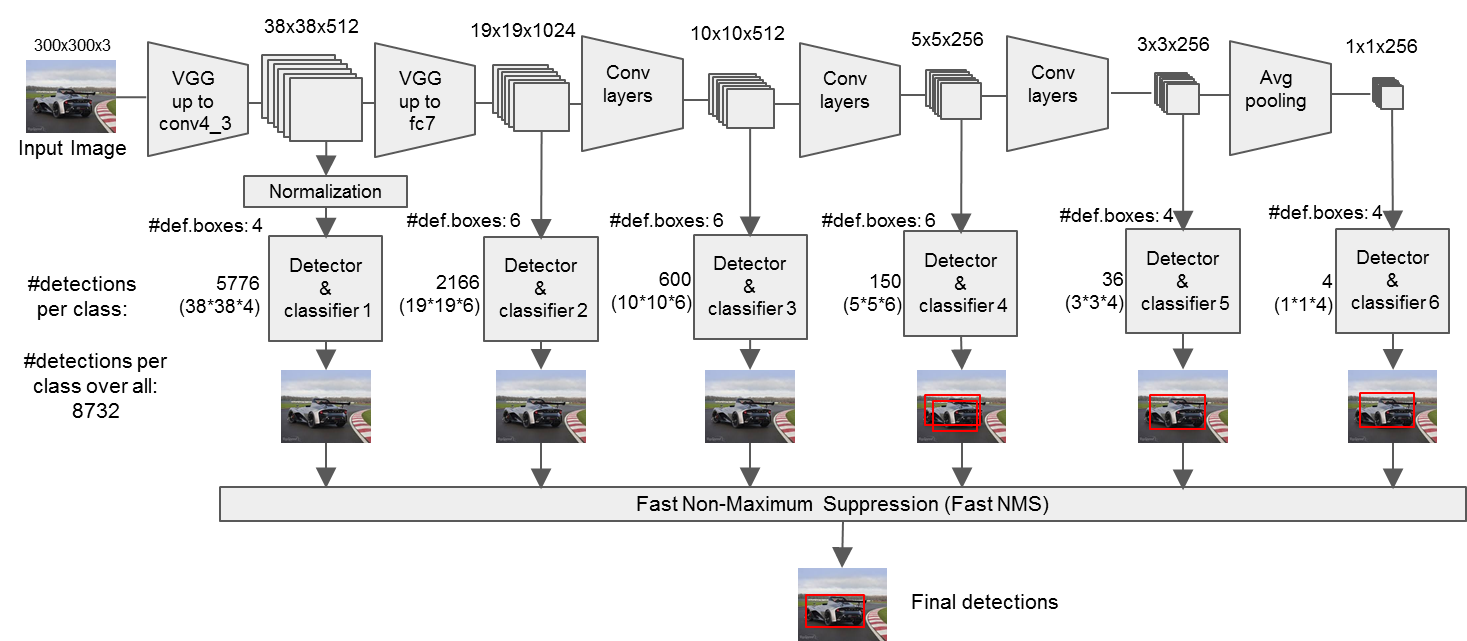 300x300x3
38x38x512
19x19x1024
10x10x512
5x5x256
3x3x256
1x1x256
VGG
up to
conv4_3
VGG
up to
fc7
Conv
layers
Conv
layers
Conv
layers
Avg
pooling
Input Image
Normalization
#def.boxes: 4
#def.boxes: 6
#def.boxes: 6
#def.boxes: 6
#def.boxes: 4
#def.boxes: 4
#detections
per class:
5776
(38*38*4)
Detector
&
classifier 1
2166
(19*19*6)
Detector
&
classifier 2
600
(10*10*6)
Detector
&
classifier 3
150
(5*5*6)
Detector
&
classifier 4
36
(3*3*4)
Detector
&
classifier 5
4
(1*1*4)
Detector
&
classifier 6
#detections per
class over all:
8732
Fast Non-Maximum Suppression (Fast NMS)
Final detections